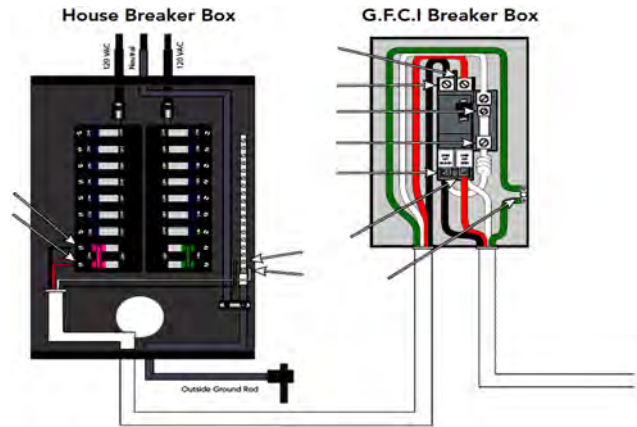 House Breaker Box
G.F.C.I Breaker Box
120 VAC
Neutral
120 VAC
Outside Ground Rod